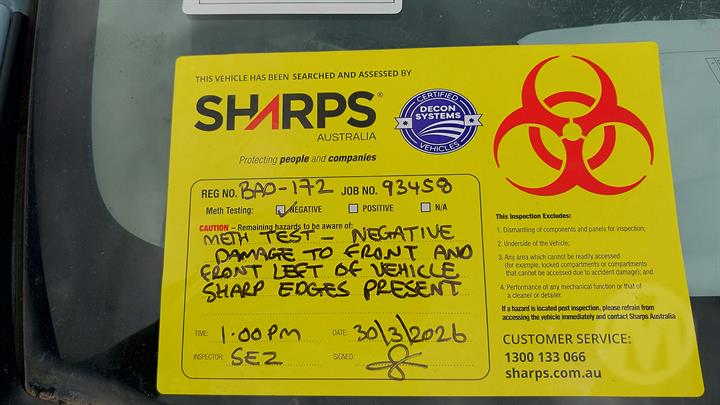 THIS VEHICLE HAS BEEN SEARCHED AND ASSESSED BY
SHARPS®
AUSTRALIA
CERTIFIED
DECON
SYSTEMS
VEHICLES
Protecting people and companies
REG NO. BAO-172 JOB NO. 93458
Meth Testing: NEGATIVE POSITIVE N/A
CAUTION – Remaining hazards to be aware of:
METH TEST - NEGATIVE
DAMAGE TO FRONT AND
FRONT LEFT OF VEHICLE
SHARP EDGES PRESENT
TIME: 1:00PM DATE: 30/3/2026
INSPECTOR: SEZ SIGNED:
This Inspection Excludes:
1. Dismantling of components and panels for inspection;
2. Underside of the Vehicle;
3. Any area which cannot be readily accessed
(for example, locked compartments or compartments
that cannot be accessed due to accident damage); and
4. Performance of any mechanical function or that of
a cleaner or detailer.
If a hazard is located post inspection, please refrain from
accessing the vehicle immediately and contact Sharps Australia
CUSTOMER SERVICE:
1300 133 066
sharps.com.au